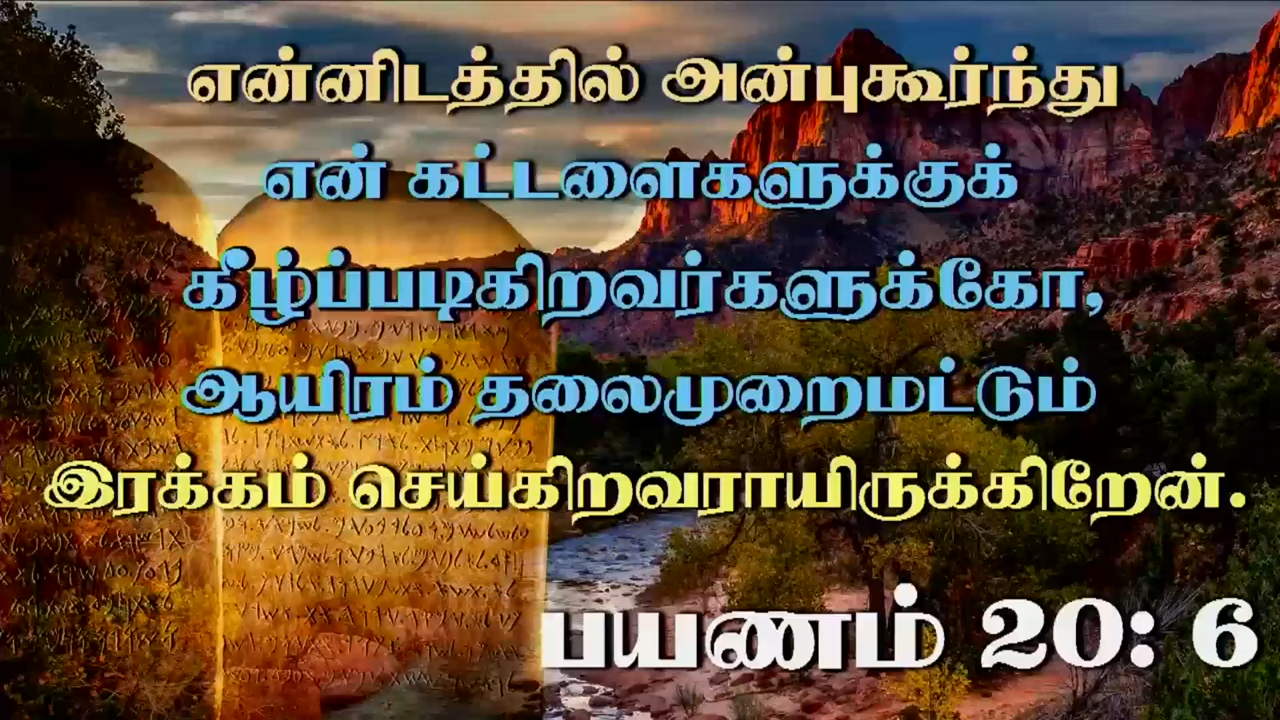 என்னிடத்தில் அன்புகூர்ந்து
என் கட்டளைகளுக்குக்
கீழ்ப்படிகிறவர்களுக்கோ,
ஆயிரம் தலைமுறைமட்டும்
இரக்கம் செய்கிறவராயிருக்கிறேன்.
பயணம் 20: 6